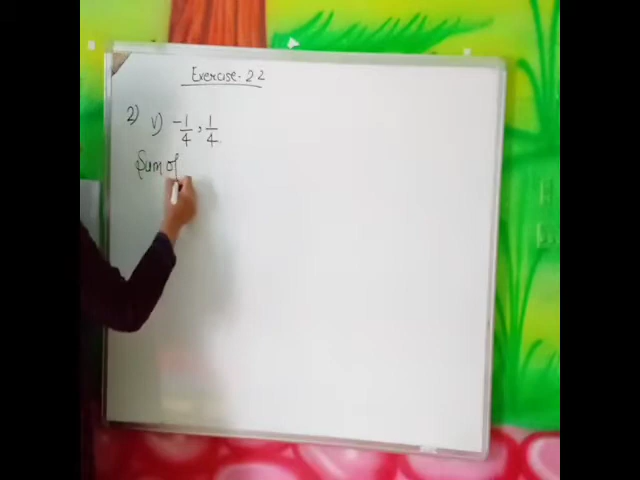 Exercise - 2.2
2) v) -1/4, 1/4
Sum of